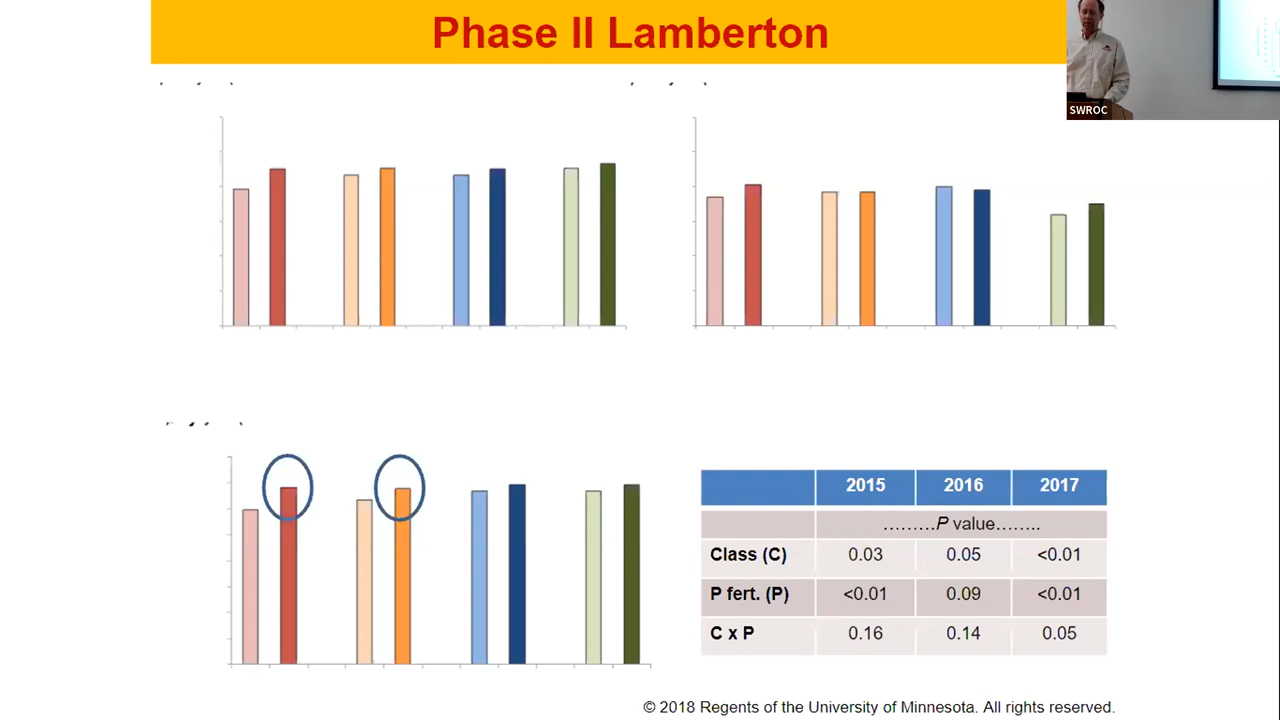 Phase II Lamberton
SWROC
2015 2016 2017
.........P value........
Class (C) 0.03 0.05 <0.01
P fert. (P) <0.01 0.09 <0.01
C x P 0.16 0.14 0.05
© 2018 Regents of the University of Minnesota. All rights reserved.